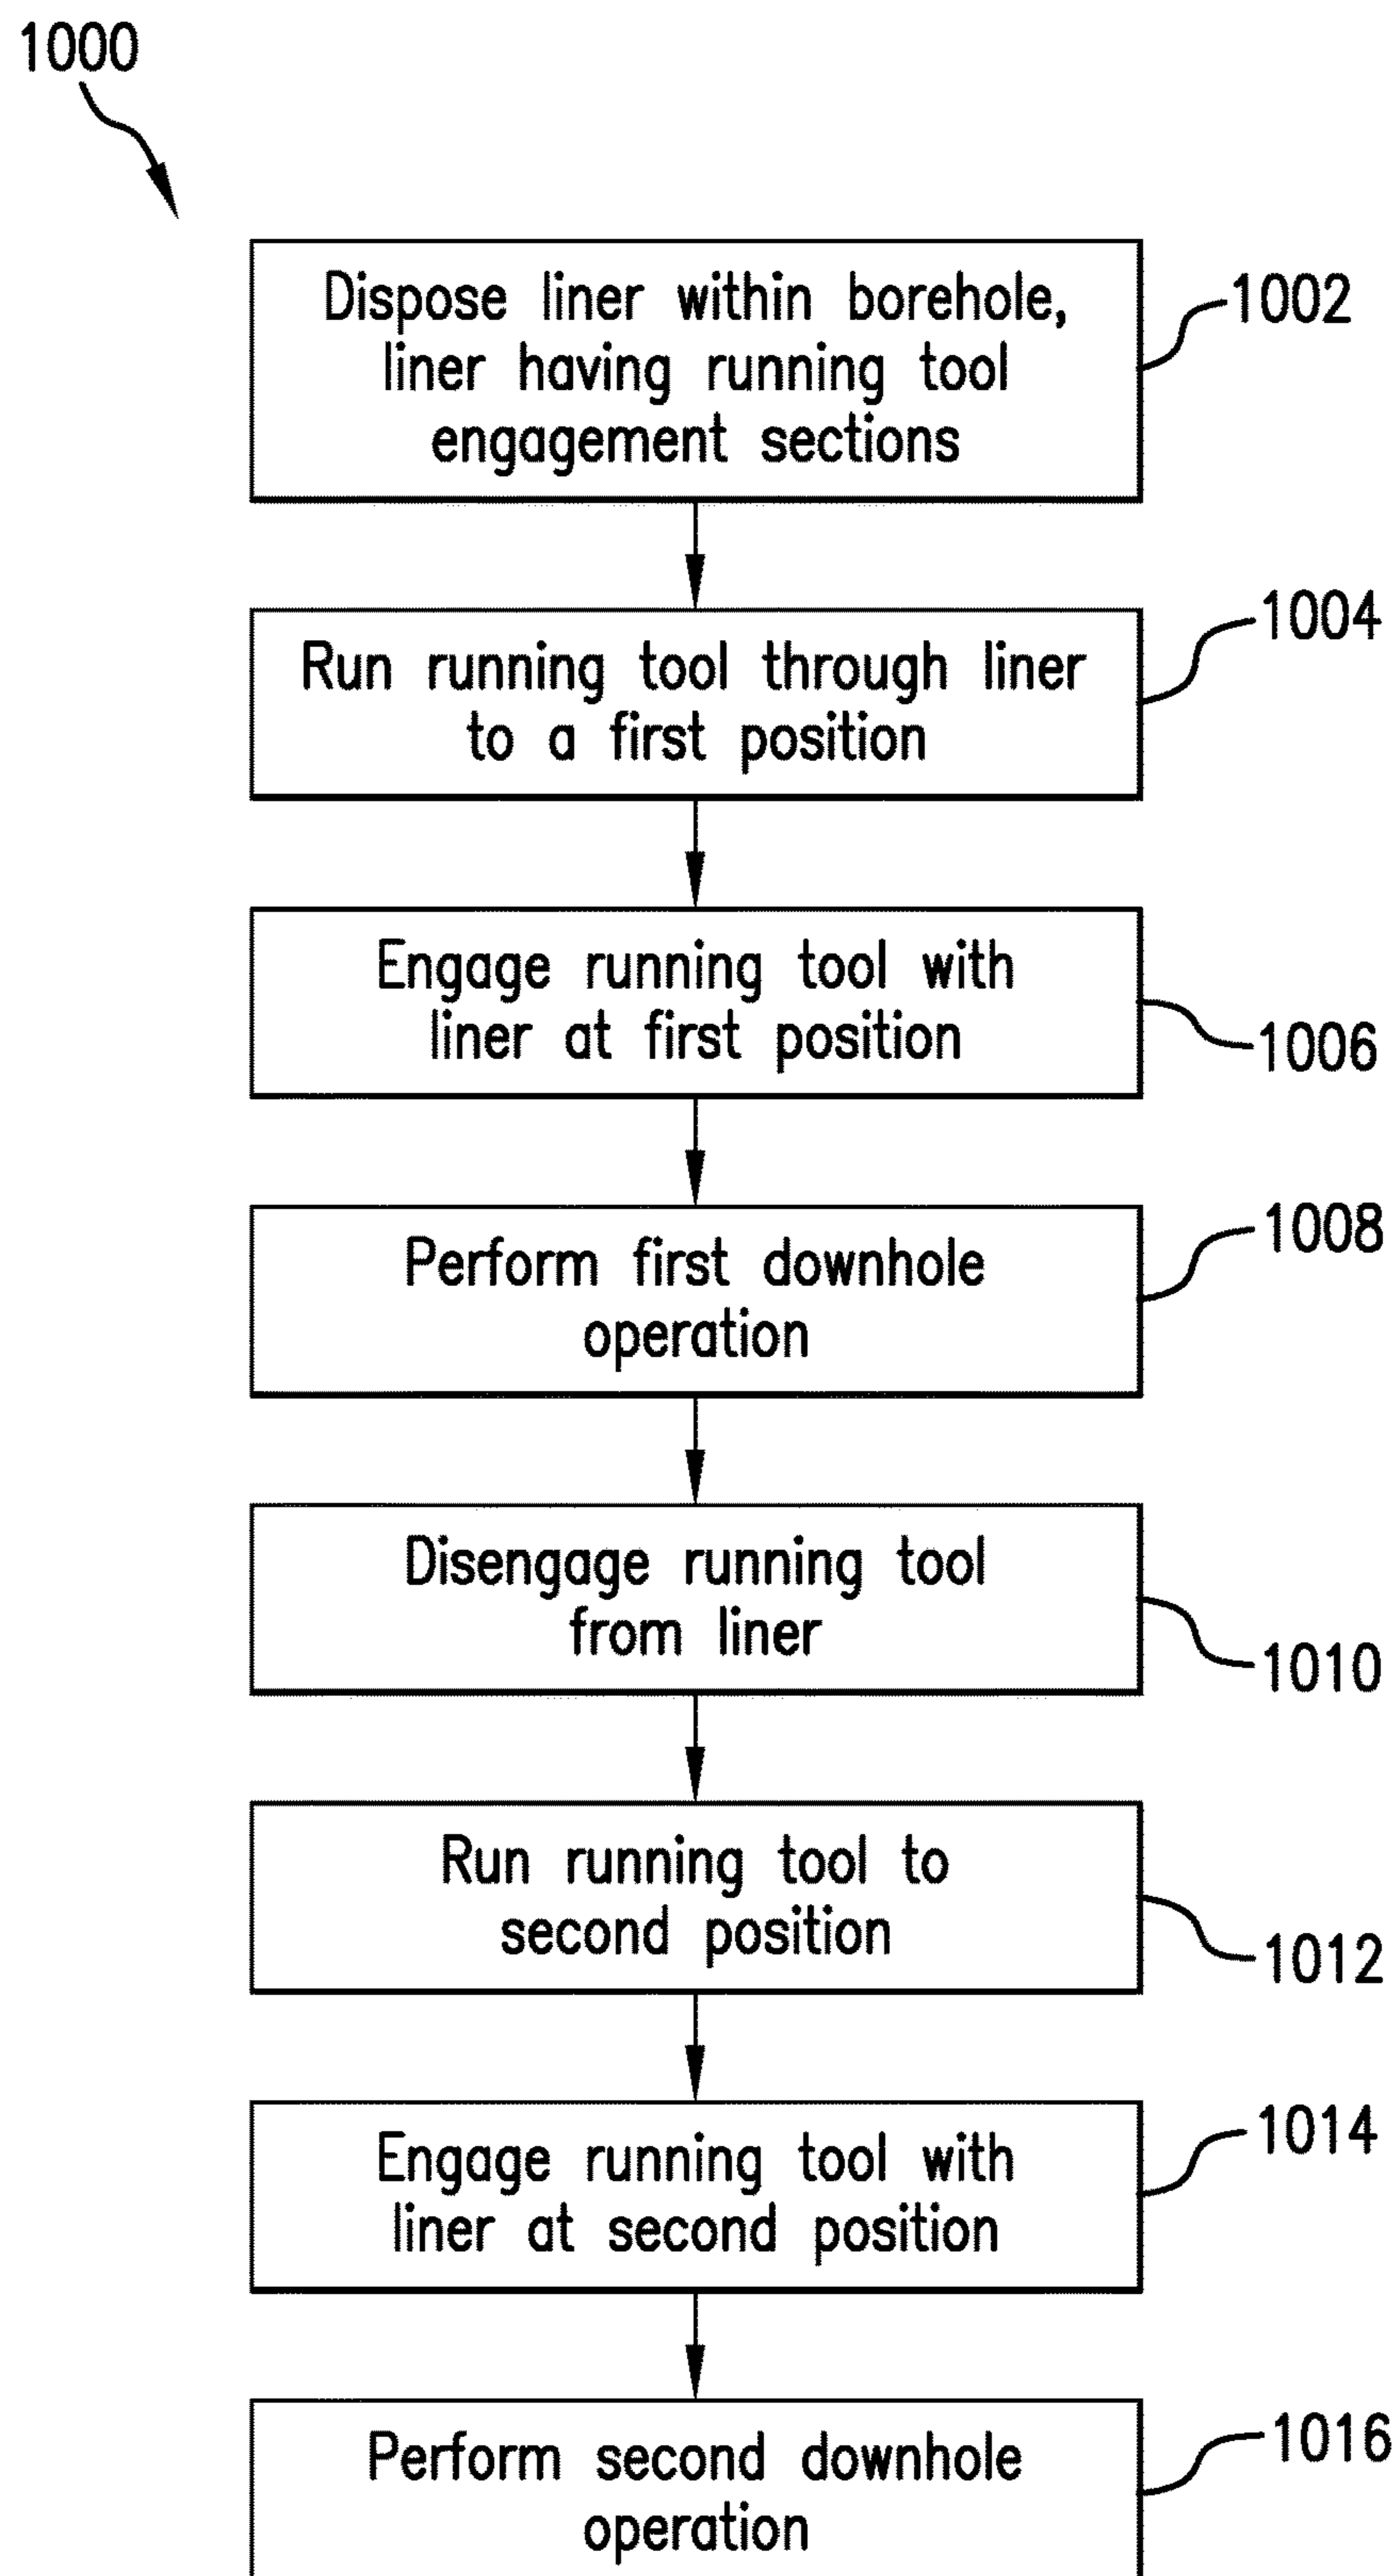 1000
Dispose liner within borehole,
liner having running tool
engagement sections
1002
Run running tool through liner
to a first position
1004
Engage running tool with
liner at first position
1006
Perform first downhole
operation
1008
Disengage running tool
from liner
1010
Run running tool to
second position
1012
Engage running tool with
liner at second position
1014
Perform second downhole
operation
1016